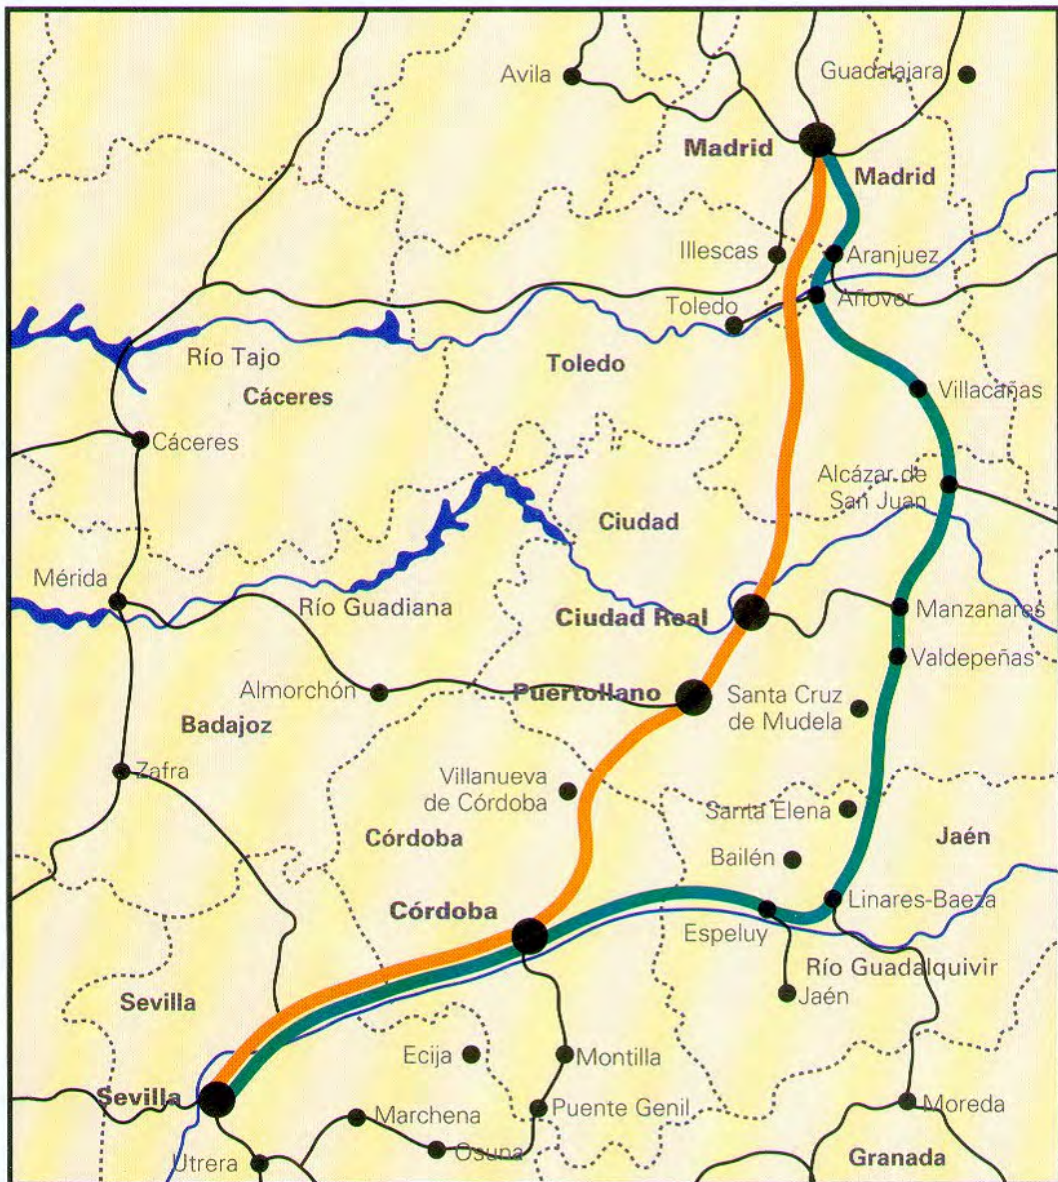 Avila
Guadalajara
Madrid
Madrid
Illescas
Aranjuez
Toledo
Añover
Río Tajo
Toledo
Cáceres
Villacañas
Cáceres
Alcázar de
San Juan
Ciudad
Mérida
Río Guadiana
Ciudad Real
Manzanares
Valdepeñas
Almorchón
Puertollano
Santa Cruz
de Mudela
Badajoz
Zafra
Villanueva
de Córdoba
Santa Elena
Córdoba
Jaén
Bailén
Córdoba
Linares-Baeza
Espeluy
Río Guadalquivir
Jaén
Sevilla
Ecija
Montilla
Sevilla
Marchena
Puente Genil
Moreda
Utrera
Osuna
Granada